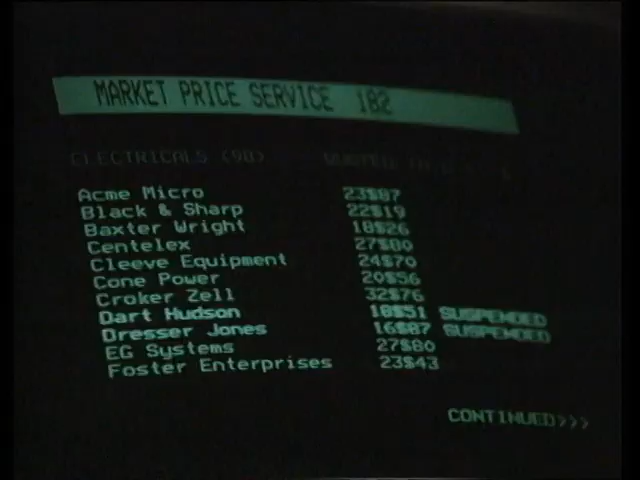 MARKET PRICE SERVICE 182
ELECTRICALS (90)
Acme Micro 23$87
Black & Sharp 22$19
Baxter Wright 18$26
Centelex 27$80
Cleeve Equipment 24$70
Cone Power 20$56
Croker Zell 32$76
Dart Hudson 18$51 SUSPENDED
Dresser Jones 16$87 SUSPENDED
EG Systems 27$80
Foster Enterprises 23$43
CONTINUED>>>